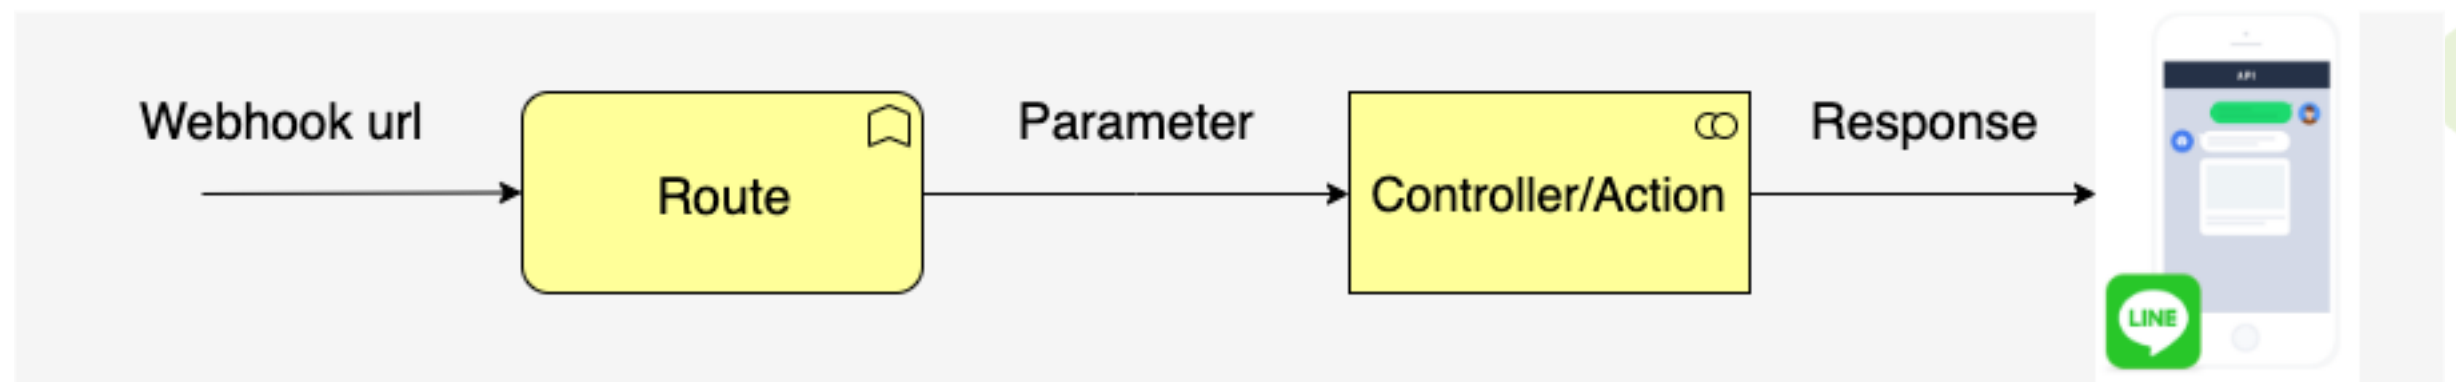 Webhook url
Route
Parameter
Controller/Action
Response
API
LINE